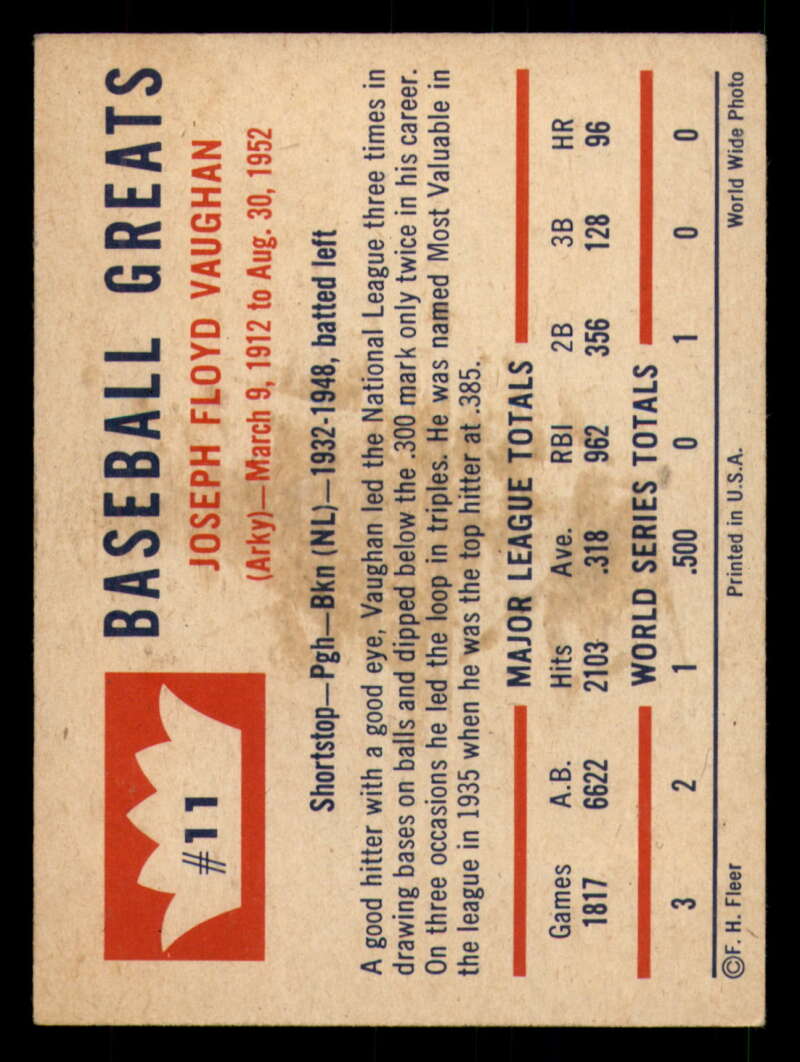 #11
BASEBALL GREATS
JOSEPH FLOYD VAUGHAN
(Arky)—March 9, 1912 to Aug. 30, 1952
Shortstop—Pgh—Bkn (NL)—1932-1948, batted left
A good hitter with a good eye, Vaughan led the National League three times in
drawing bases on balls and dipped below the .300 mark only twice in his career.
On three occasions he led the loop in triples. He was named Most Valuable in
the league in 1935 when he was the top hitter at .385.
MAJOR LEAGUE TOTALS
Games A.B. Hits Ave. RBI 2B 3B HR
1817 6622 2103 .318 962 356 128 96
WORLD SERIES TOTALS
3 2 1 .500 0 1 0 0
©F. H. Fleer Printed in U.S.A. World Wide Photo